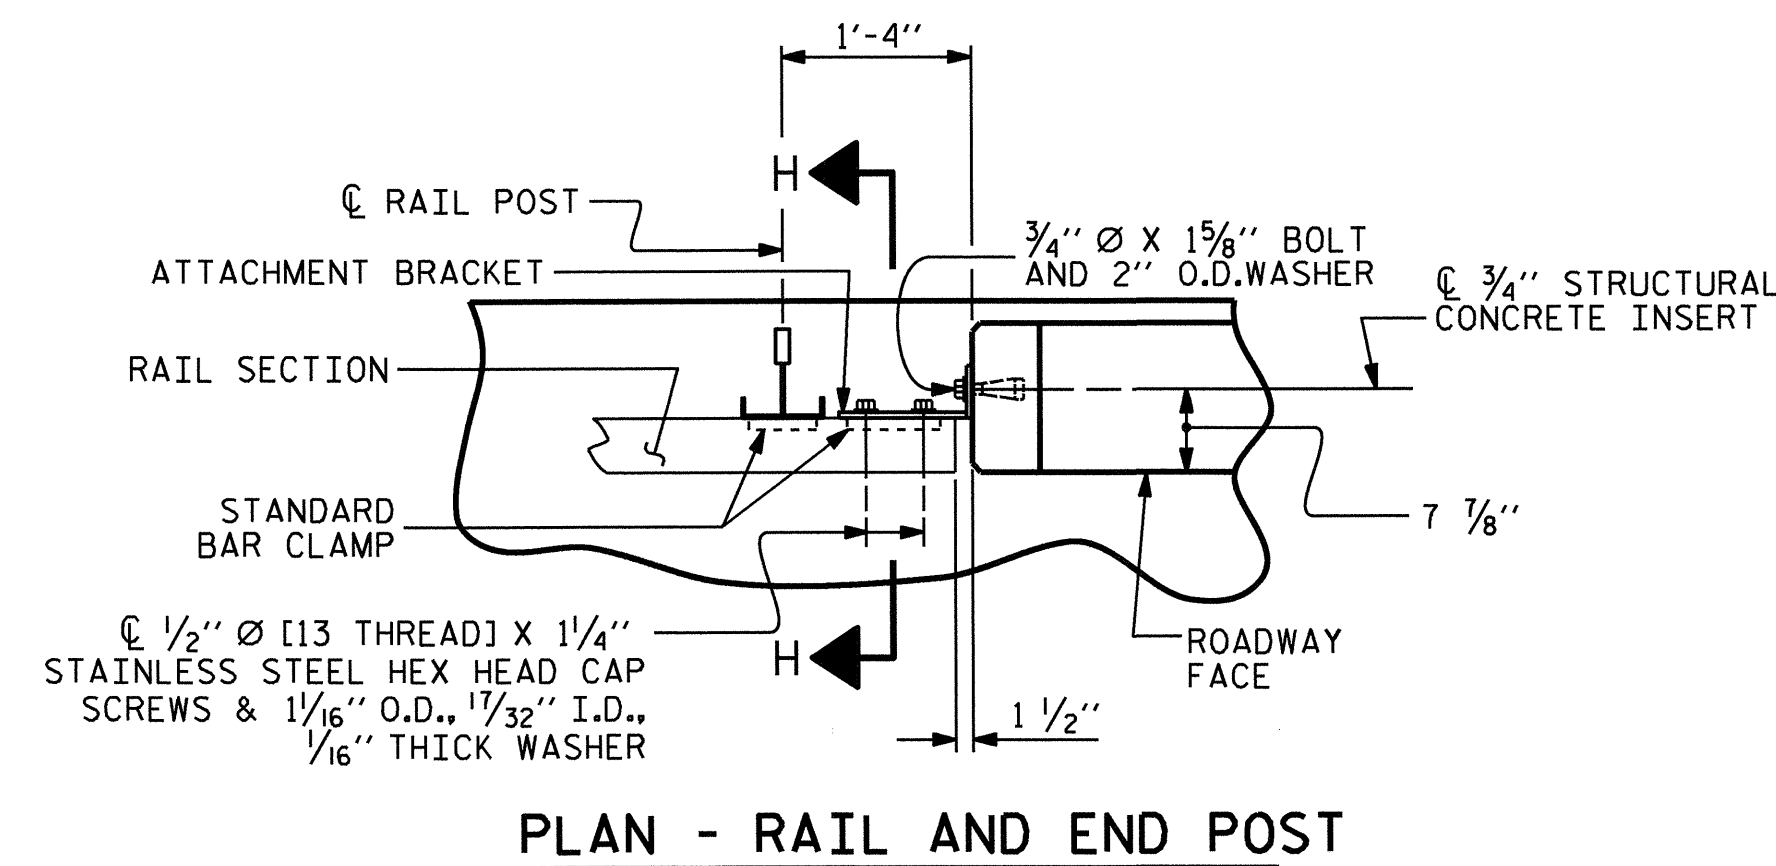 1'-4"
H
℄ RAIL POST
ATTACHMENT BRACKET
RAIL SECTION
3/4" Ø X 1 5/8" BOLT
AND 2" O.D.WASHER
℄ 3/4" STRUCTURAL
CONCRETE INSERT
STANDARD
BAR CLAMP
7 7/8"
℄ 1/2" Ø [13 THREAD] X 1 1/4"
STAINLESS STEEL HEX HEAD CAP
SCREWS & 1 1/16" O.D., 17/32" I.D.,
1/16" THICK WASHER
H
ROADWAY
FACE
1 1/2"
PLAN - RAIL AND END POST